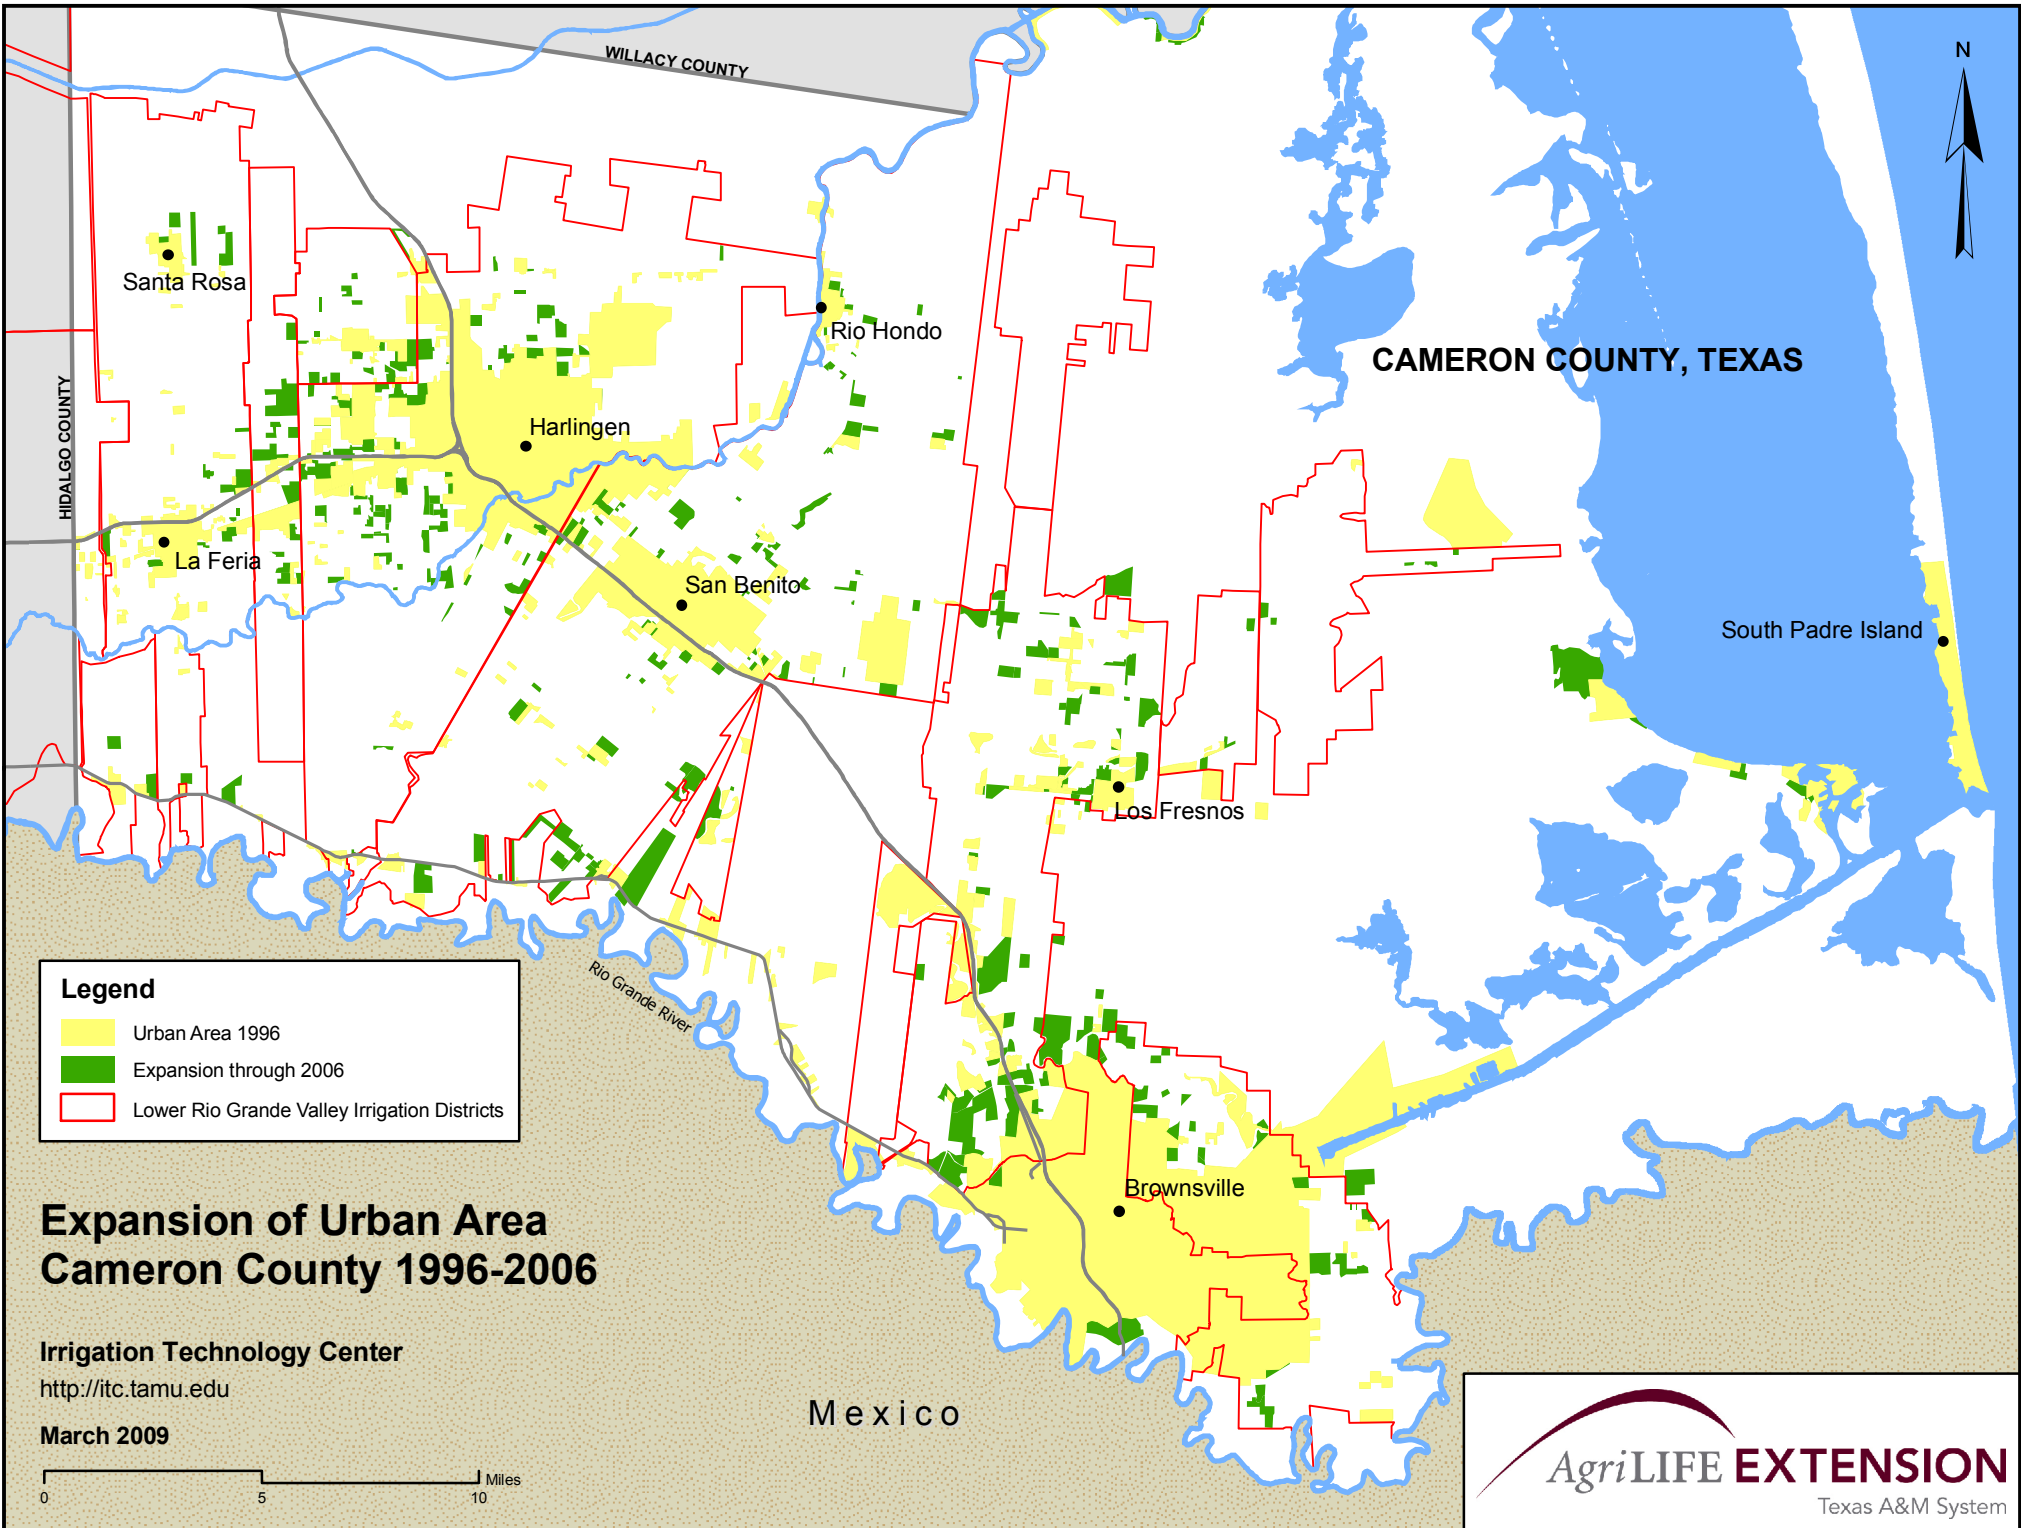 WILLACY COUNTY
N
Santa Rosa
Rio Hondo
CAMERON COUNTY, TEXAS
HIDALGO COUNTY
Harlingen
La Feria
San Benito
South Padre Island
Los Fresnos
Rio Grande River
Brownsville
Mexico
Legend
Urban Area 1996
Expansion through 2006
Lower Rio Grande Valley Irrigation Districts
Expansion of Urban Area
Cameron County 1996-2006
Irrigation Technology Center
http://itc.tamu.edu
March 2009
Miles
0 5 10
AgriLIFE EXTENSION
Texas A&M System